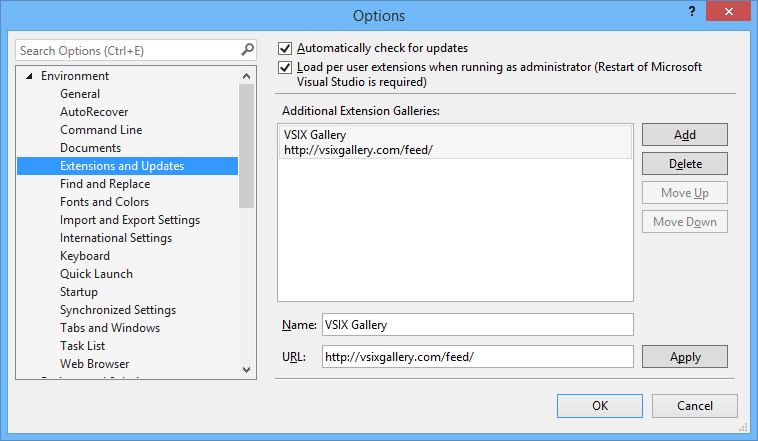 Options
?
Search Options (Ctrl+E)
Environment
General
AutoRecover
Command Line
Documents
Extensions and Updates
Find and Replace
Fonts and Colors
Import and Export Settings
International Settings
Keyboard
Quick Launch
Startup
Synchronized Settings
Tabs and Windows
Task List
Web Browser
Automatically check for updates
Load per user extensions when running as administrator (Restart of Microsoft
Visual Studio is required)
Additional Extension Galleries:
VSIX Gallery
http://vsixgallery.com/feed/
Add
Delete
Move Up
Move Down
Name: VSIX Gallery
URL: http://vsixgallery.com/feed/
Apply
OK
Cancel